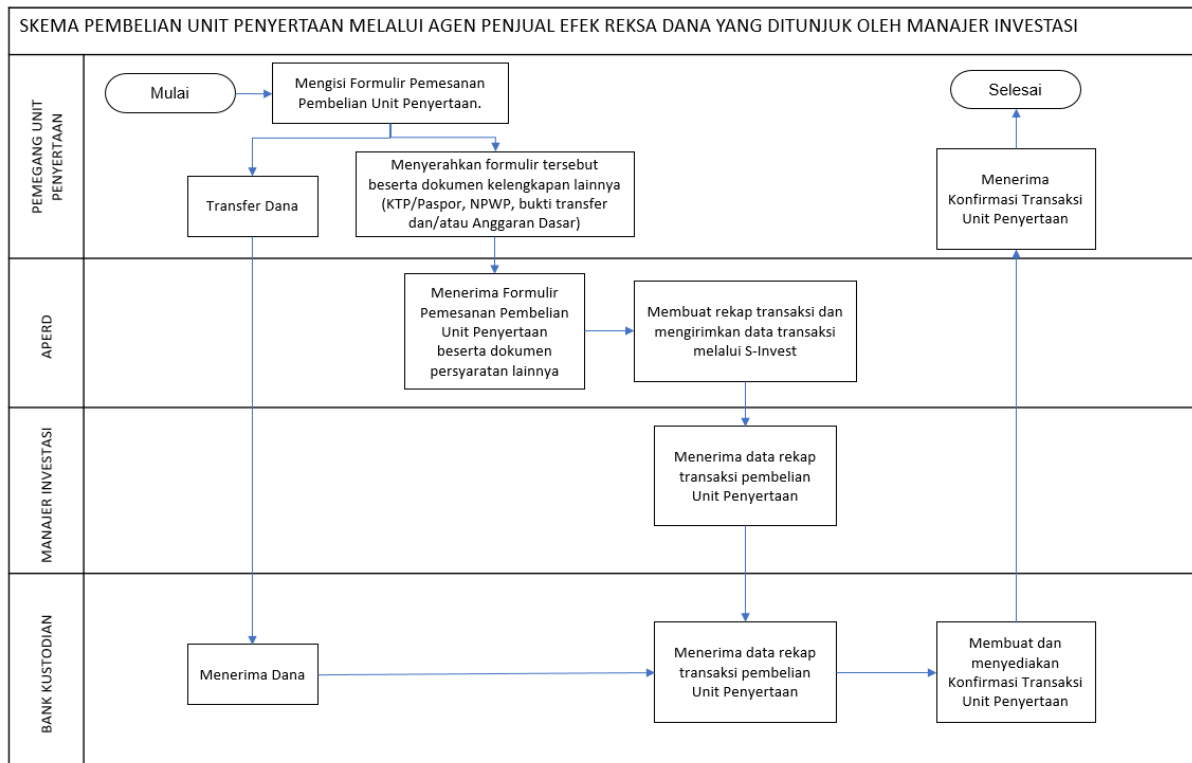 SKEMA PEMBELIAN UNIT PENYERTAAN MELALUI AGEN PENJUAL EFEK REKSA DANA YANG DITUNJUK OLEH MANAJER INVESTASI
PEMEGANG UNIT
PENYERTAAN
Mulai
Mengisi Formulir Pemesanan
Pembelian Unit Penyertaan.
Transfer Dana
Menyerahkan formulir tersebut
beserta dokumen kelengkapan lainnya
(KTP/Paspor, NPWP, bukti transfer
dan/atau Anggaran Dasar)
Selesai
Menerima
Konfirmasi Transaksi
Unit Penyertaan
APERD
Menerima Formulir
Pemesanan Pembelian
Unit Penyertaan
beserta dokumen
persyaratan lainnya
Membuat rekap transaksi dan
mengirimkan data transaksi
melalui S-Invest
MANAJER INVESTASI
Menerima data rekap
transaksi pembelian
Unit Penyertaan
BANK KUSTODIAN
Menerima Dana
Menerima data rekap
transaksi pembelian
Unit Penyertaan
Membuat dan
menyediakan
Konfirmasi Transaksi
Unit Penyertaan